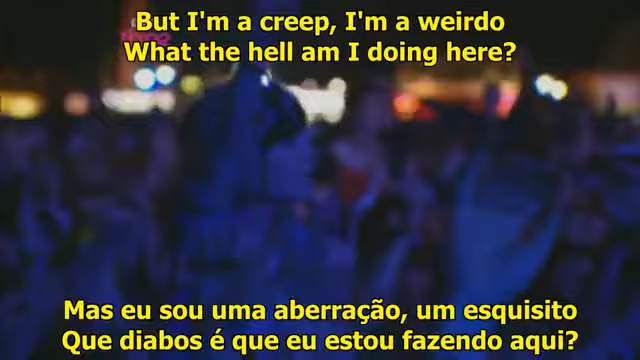 But I'm a creep, I'm a weirdo
What the hell am I doing here?
Mas eu sou uma aberração, um esquisito
Que diabos é que eu estou fazendo aqui?